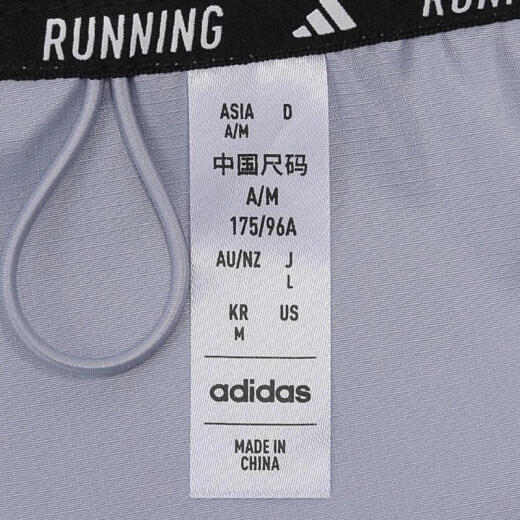 RUNNING
ASIA D
A/M
中国尺码
A/M
175/96A
AU/NZ J
L
KR US
M
adidas
MADE IN
CHINA